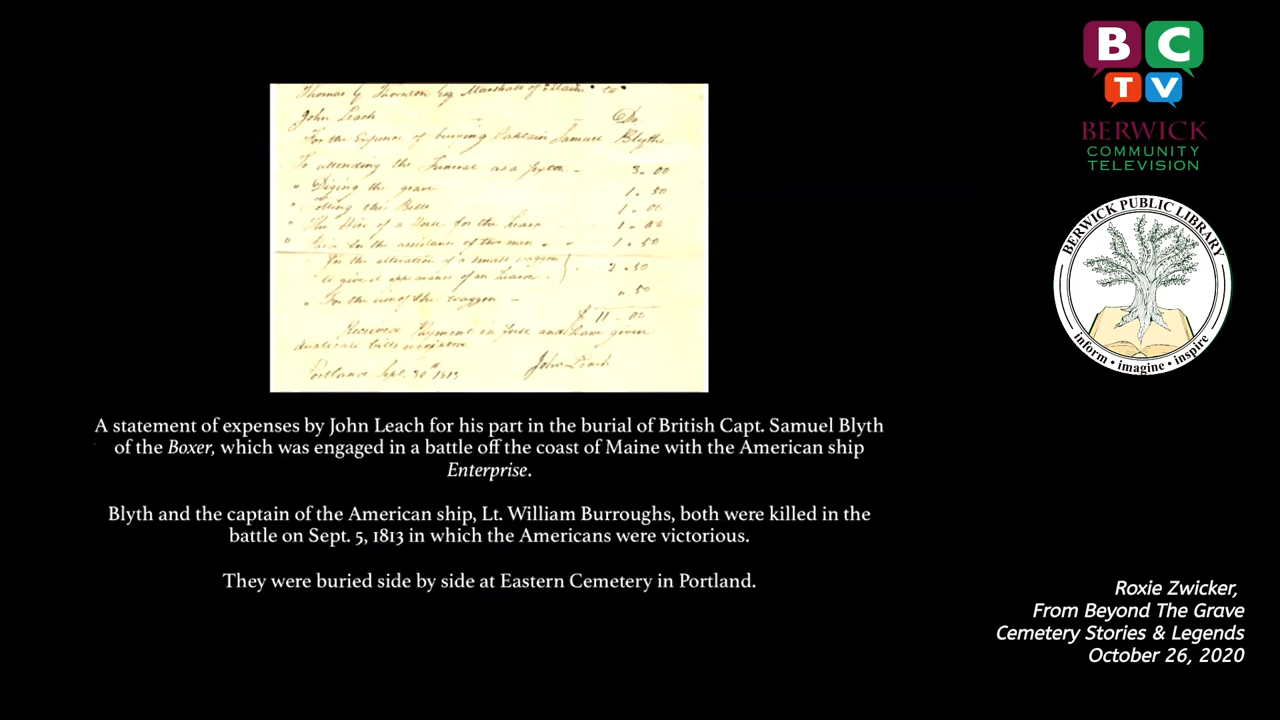 Thomas G Thornton Esq Marshall of Maine to
John Leach Dr
For the Expence of burying Captain Samuel Blythe
To attending the Funeral as a sexton - 3-00
" Diging the grave 1-50
" Tolling the Bells 1-00
" The Hire of a Horse for the hears - 1-00
" for the assistance of two men - - 1-50
for the alteration of a small waggon
to give it apperance of an hears 2-50
" For the use of the waggon - " 50
$ 11-00
Received Payment in full and have given
duplicate bills
Portland Sept. 30th 1813
John Leach
A statement of expenses by John Leach for his part in the burial of British Capt. Samuel Blyth
of the Boxer, which was engaged in a battle off the coast of Maine with the American ship
Enterprise.
Blyth and the captain of the American ship, Lt. William Burroughs, both were killed in the
battle on Sept. 5, 1813 in which the Americans were victorious.
They were buried side by side at Eastern Cemetery in Portland.
BC
TV
BERWICK
COMMUNITY
TELEVISION
BERWICK PUBLIC LIBRARY
inform • imagine • inspire
Roxie Zwicker,
From Beyond The Grave
Cemetery Stories & Legends
October 26, 2020